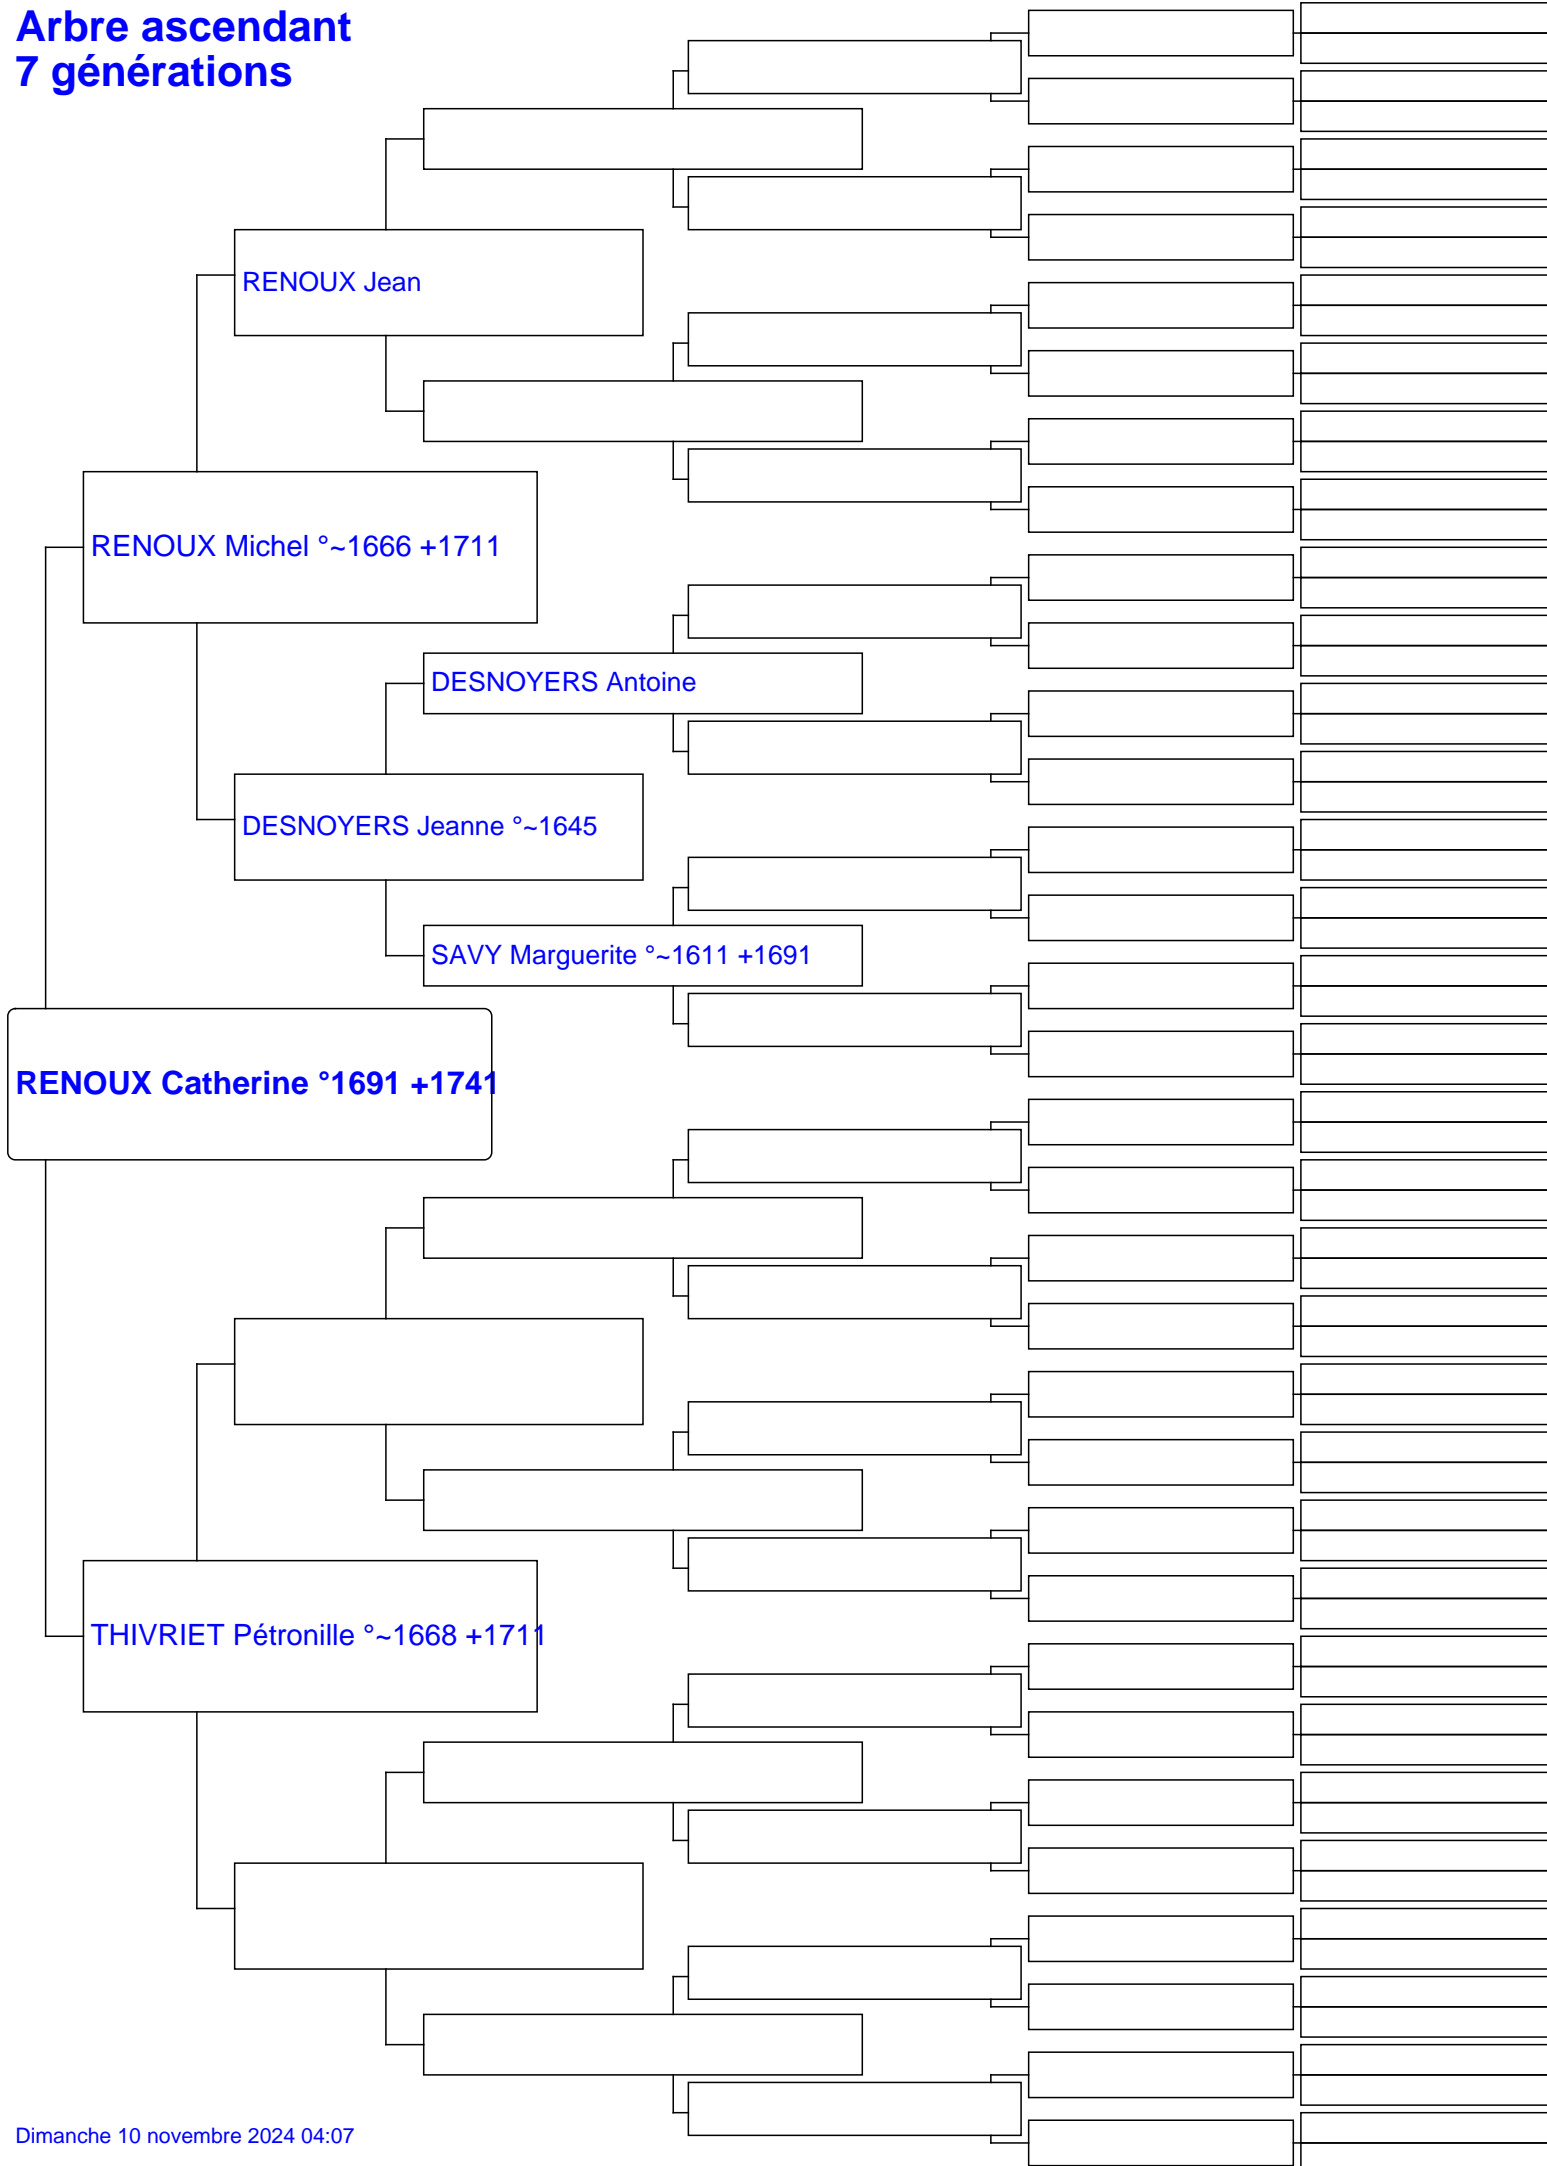 Arbre ascendant
7 générations
RENOUX Jean
RENOUX Michel °~1666 +1711
DESNOYERS Antoine
DESNOYERS Jeanne °~1645
SAVY Marguerite °~1611 +1691
RENOUX Catherine °1691 +1741
THIVRIET Pétronille °~1668 +1711
Dimanche 10 novembre 2024 04:07